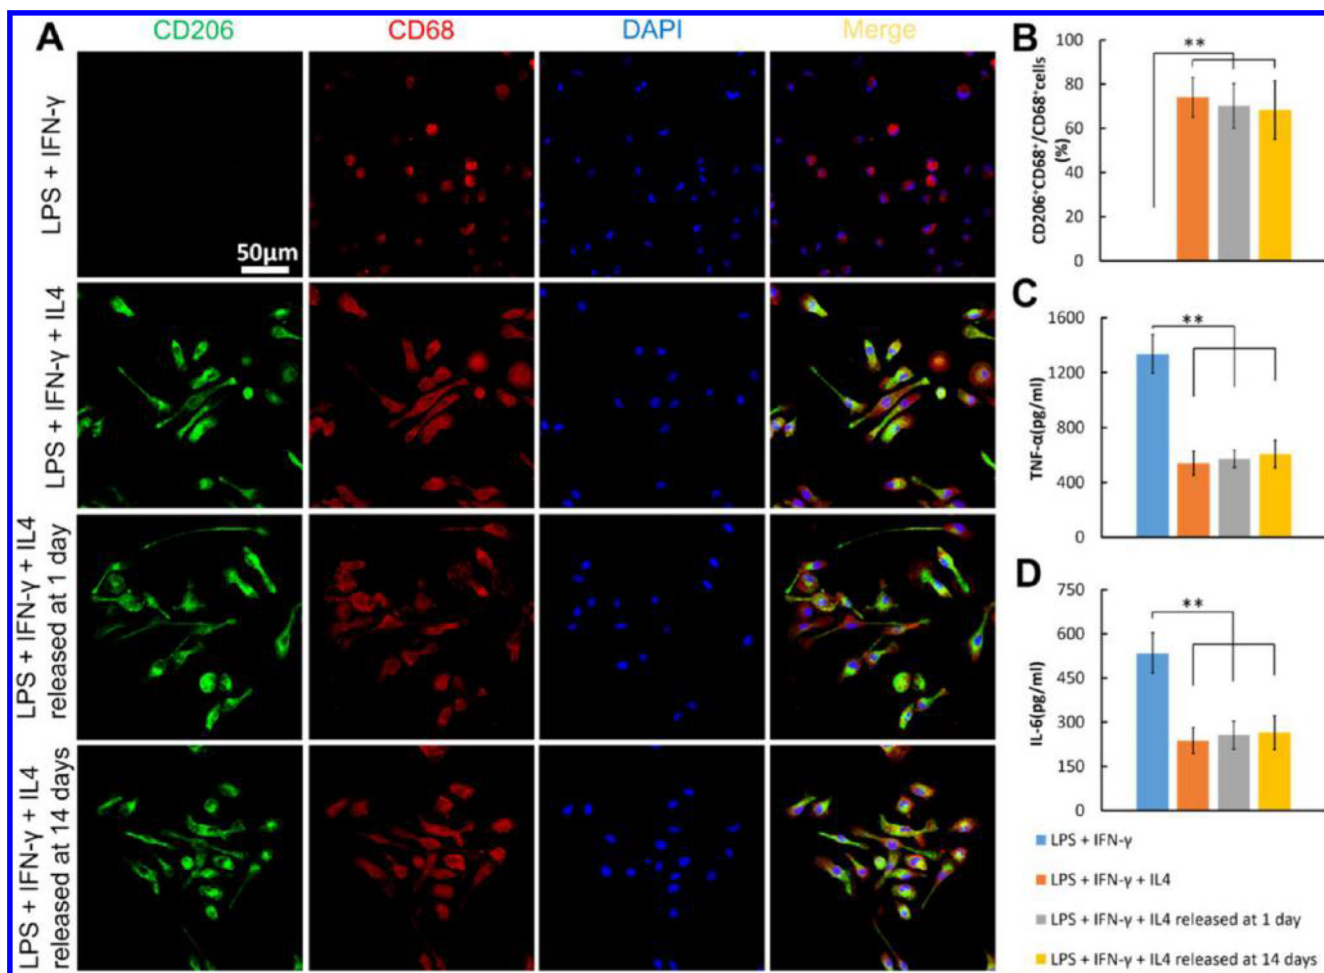 A
CD206
CD68
DAPI
Merge
LPS + IFN-γ
50μm
LPS + IFN-γ + IL4
LPS + IFN-γ + IL4
released at 1 day
LPS + IFN-γ + IL4
released at 14 days
B
CD206⁺CD68⁺/CD68⁺cells
(%)
100
80
60
40
20
0
**
C
TNF-α(pg/ml)
1600
1200
800
400
0
**
D
IL-6(pg/ml)
750
600
450
300
150
0
**
LPS + IFN-γ
LPS + IFN-γ + IL4
LPS + IFN-γ + IL4 released at 1 day
LPS + IFN-γ + IL4 released at 14 days